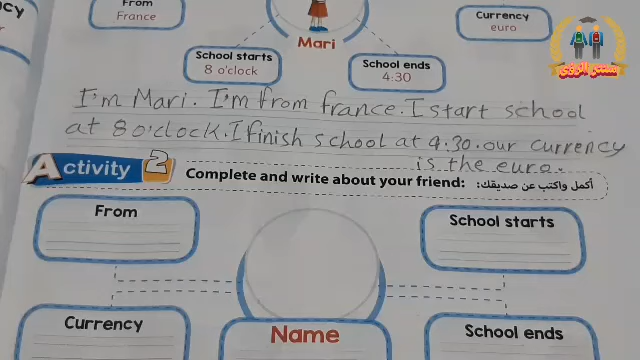 From
France
Currency
euro
Mari
School starts
8 o'clock
School ends
4:30
I'm Mari. I'm from france. I start school
at 8 o'clock. I finish school at 4.30. our currency
is the euro.
Activity 2
Complete and write about your friend: أكمل واكتب عن صديقك:
From
School starts
Currency
Name
School ends